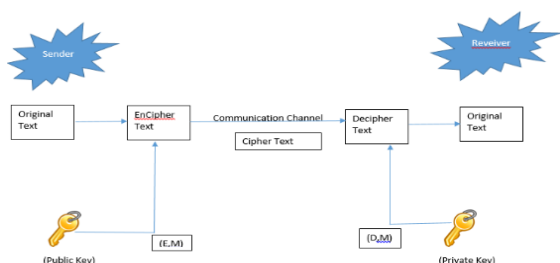 Sender
Reveiver
Original
Text
EnCipher
Text
Communication Channel
Cipher Text
Decipher
Text
Original
Text
(E,M)
(D,M)
(Public Key)
(Private Key)